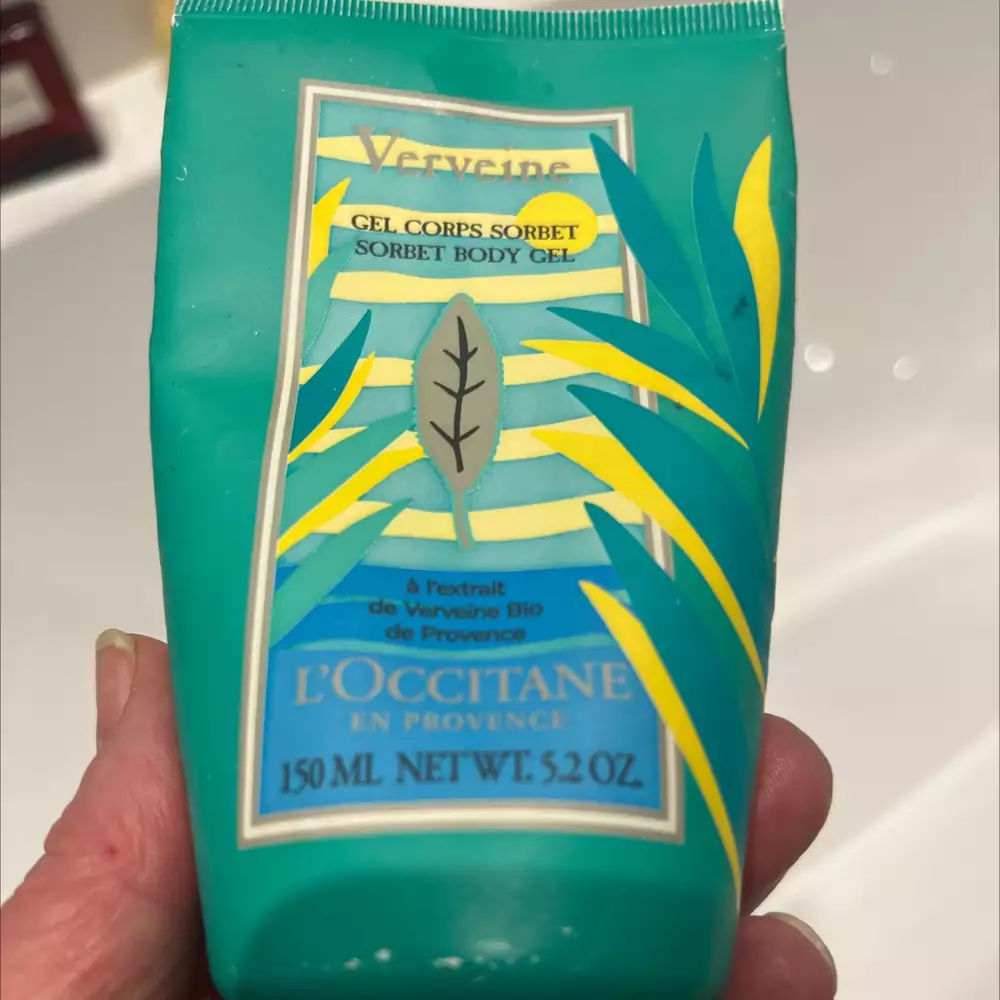 Verveine
GEL CORPS SORBET
SORBET BODY GEL
à l'extrait
de Verveine Bio
de Provence
L'OCCITANE
EN PROVENCE
150 ML NET WT. 5.2 OZ.